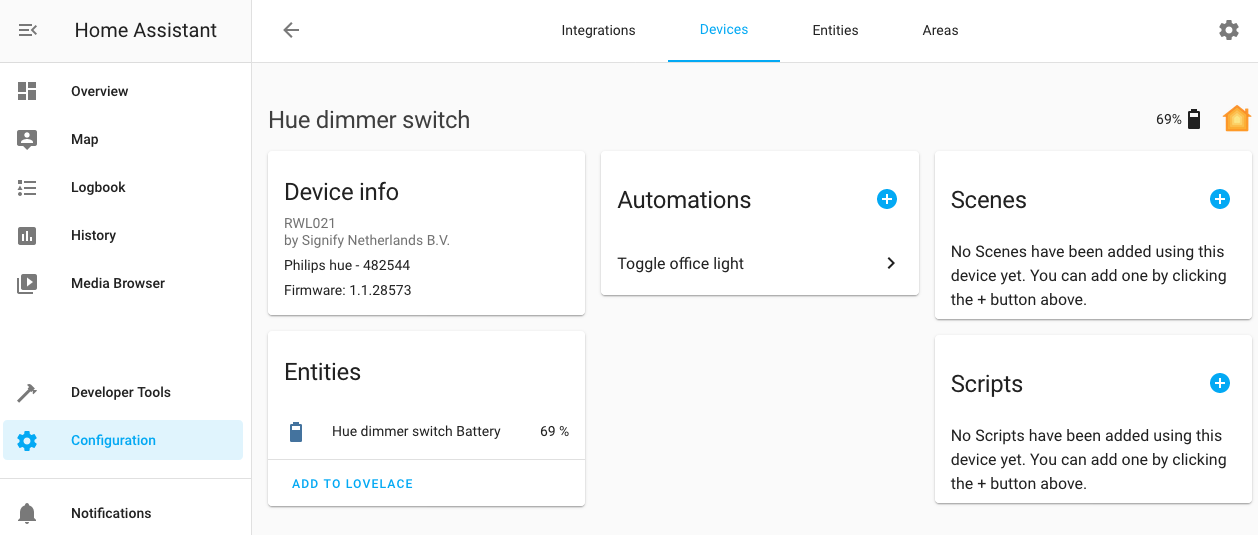 Home Assistant
Integrations
Devices
Entities
Areas
Overview
Map
Logbook
History
Media Browser
Developer Tools
Configuration
Notifications
Hue dimmer switch
69%
Device info
RWL021
by Signify Netherlands B.V.
Philips hue - 482544
Firmware: 1.1.28573
Entities
Hue dimmer switch Battery
69 %
ADD TO LOVELACE
Automations
Toggle office light
Scenes
No Scenes have been added using this
device yet. You can add one by clicking
the + button above.
Scripts
No Scripts have been added using this
device yet. You can add one by clicking
the + button above.